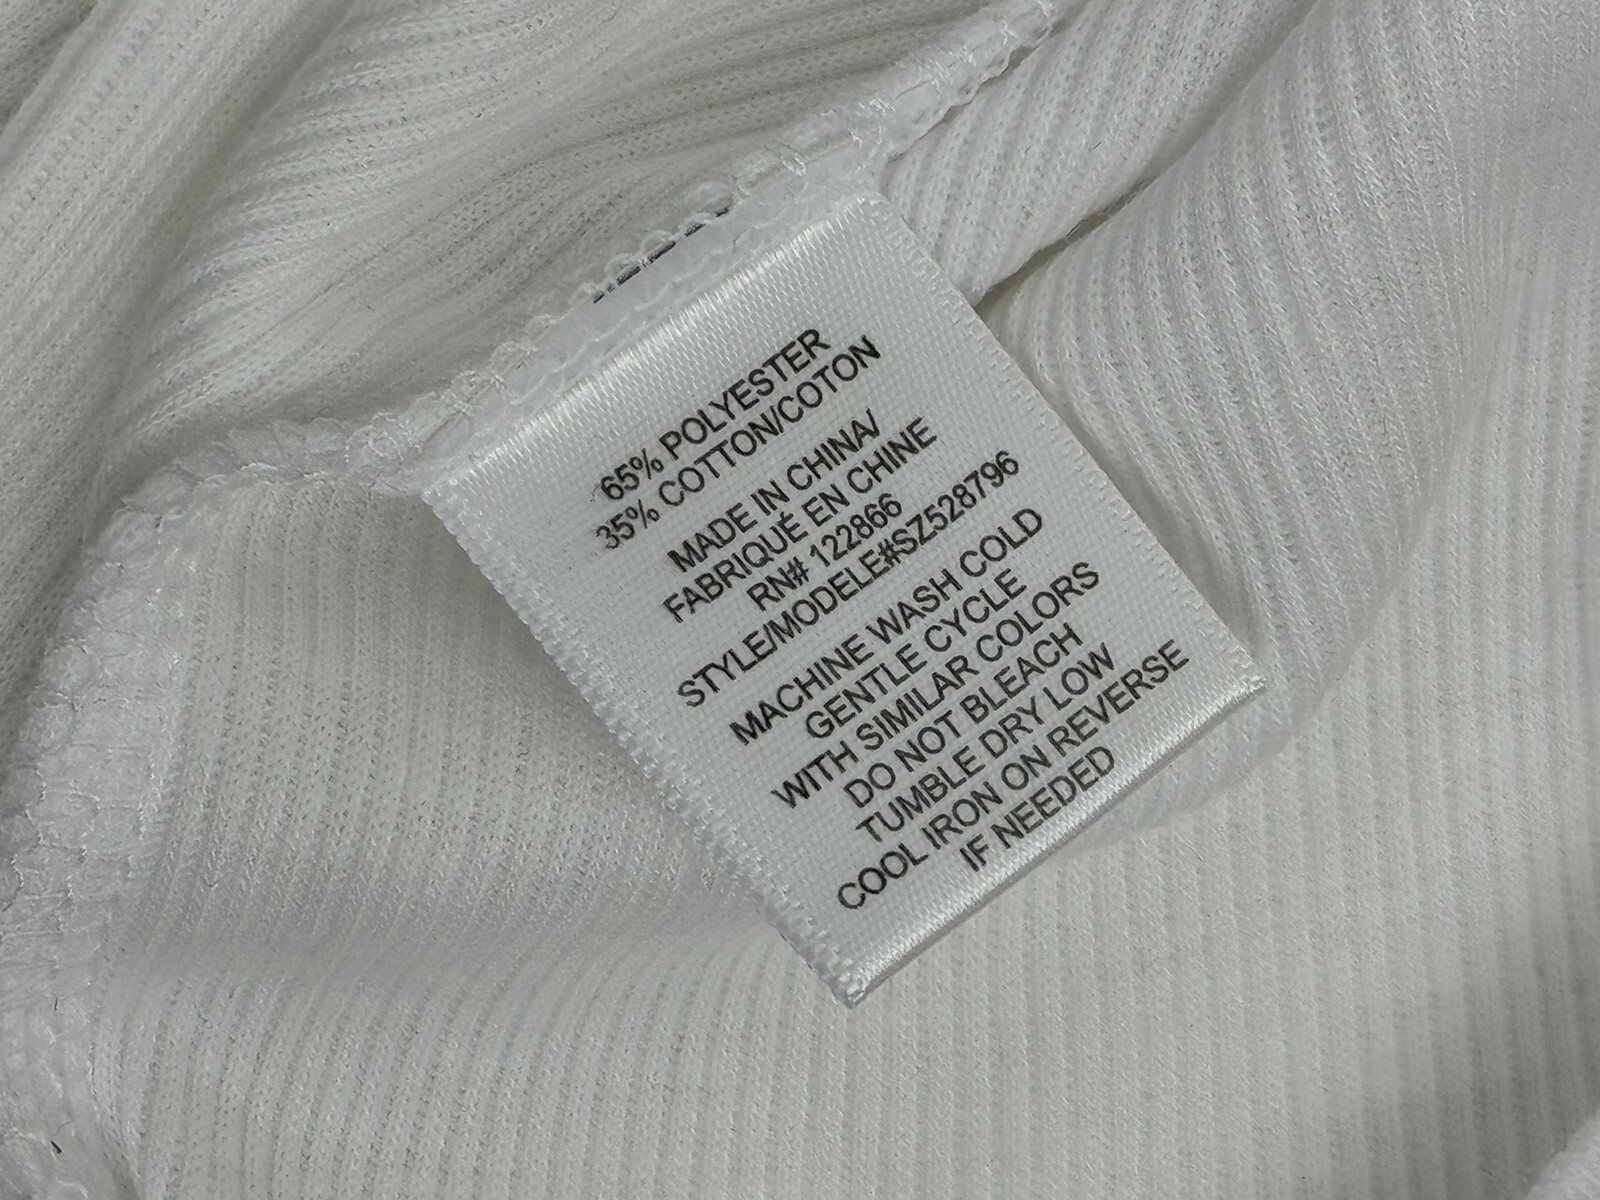 65% POLYESTER
35% COTTON/COTON
MADE IN CHINA/
FABRIQUÉ EN CHINE
RN# 122866
STYLE/MODELE#SZ528796
MACHINE WASH COLD
GENTLE CYCLE
WITH SIMILAR COLORS
DO NOT BLEACH
TUMBLE DRY LOW
COOL IRON ON REVERSE
IF NEEDED